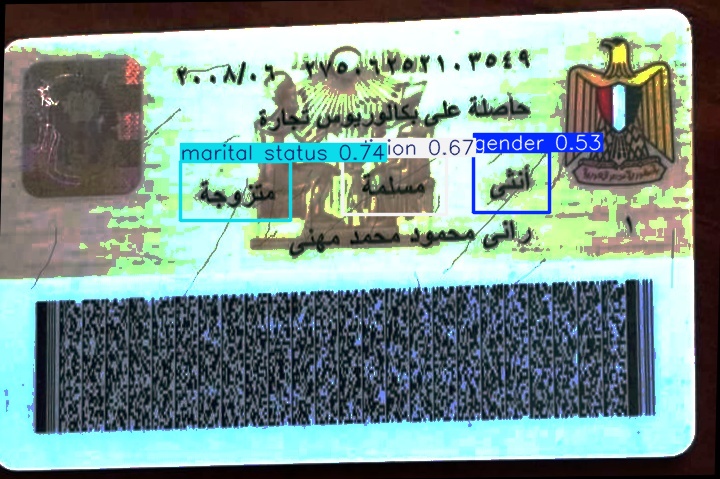 ٢٠٠٨/٠٦ ٢٧٥٠٦٢٥٢١٠٣٥٤٩
حاصلة على بكالوريوس تجارة
marital status 0.74 ion 0.67 gender 0.53
أنثى مسلمة متزوجة
محمود محمد مهنى
١